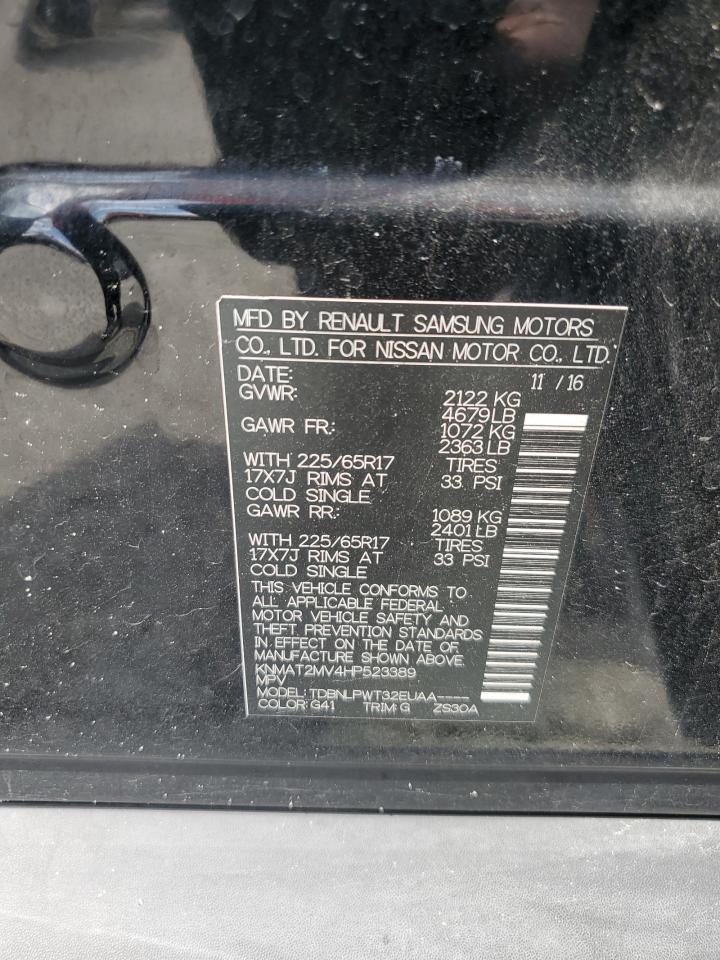 MFD BY RENAULT SAMSUNG MOTORS
CO., LTD. FOR NISSAN MOTOR CO., LTD.
DATE: 11 / 16
GVWR: 2122 KG
4679 LB
GAWR FR: 1072 KG
2363 LB
WITH 225/65R17 TIRES
17X7J RIMS AT 33 PSI
COLD SINGLE
GAWR RR: 1089 KG
2401 LB
WITH 225/65R17 TIRES
17X7J RIMS AT 33 PSI
COLD SINGLE
THIS VEHICLE CONFORMS TO
ALL APPLICABLE FEDERAL
MOTOR VEHICLE SAFETY AND
THEFT PREVENTION STANDARDS
IN EFFECT ON THE DATE OF
MANUFACTURE SHOWN ABOVE.
KNMAT2MV4HP523389
MPV
MODEL: TDBNLPWT32EUAA----
COLOR: G41 TRIM: G ZS30A